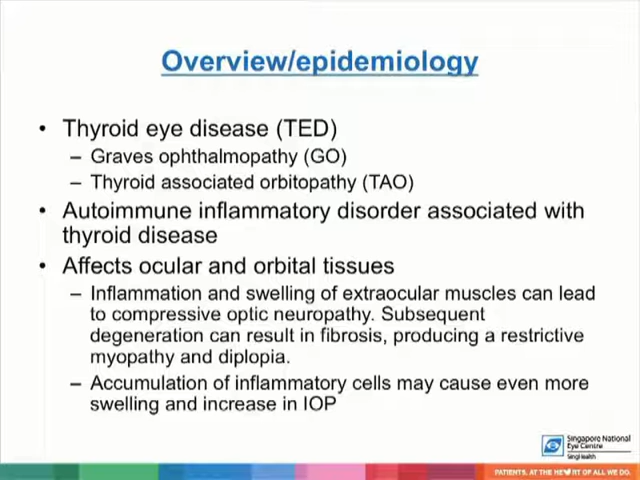 Overview/epidemiology
• Thyroid eye disease (TED)
– Graves ophthalmopathy (GO)
– Thyroid associated orbitopathy (TAO)
• Autoimmune inflammatory disorder associated with
thyroid disease
• Affects ocular and orbital tissues
– Inflammation and swelling of extraocular muscles can lead
to compressive optic neuropathy. Subsequent
degeneration can result in fibrosis, producing a restrictive
myopathy and diplopia.
– Accumulation of inflammatory cells may cause even more
swelling and increase in IOP
Singapore National
Eye Centre
SingHealth
PATIENTS. AT THE HE♥RT OF ALL WE DO.